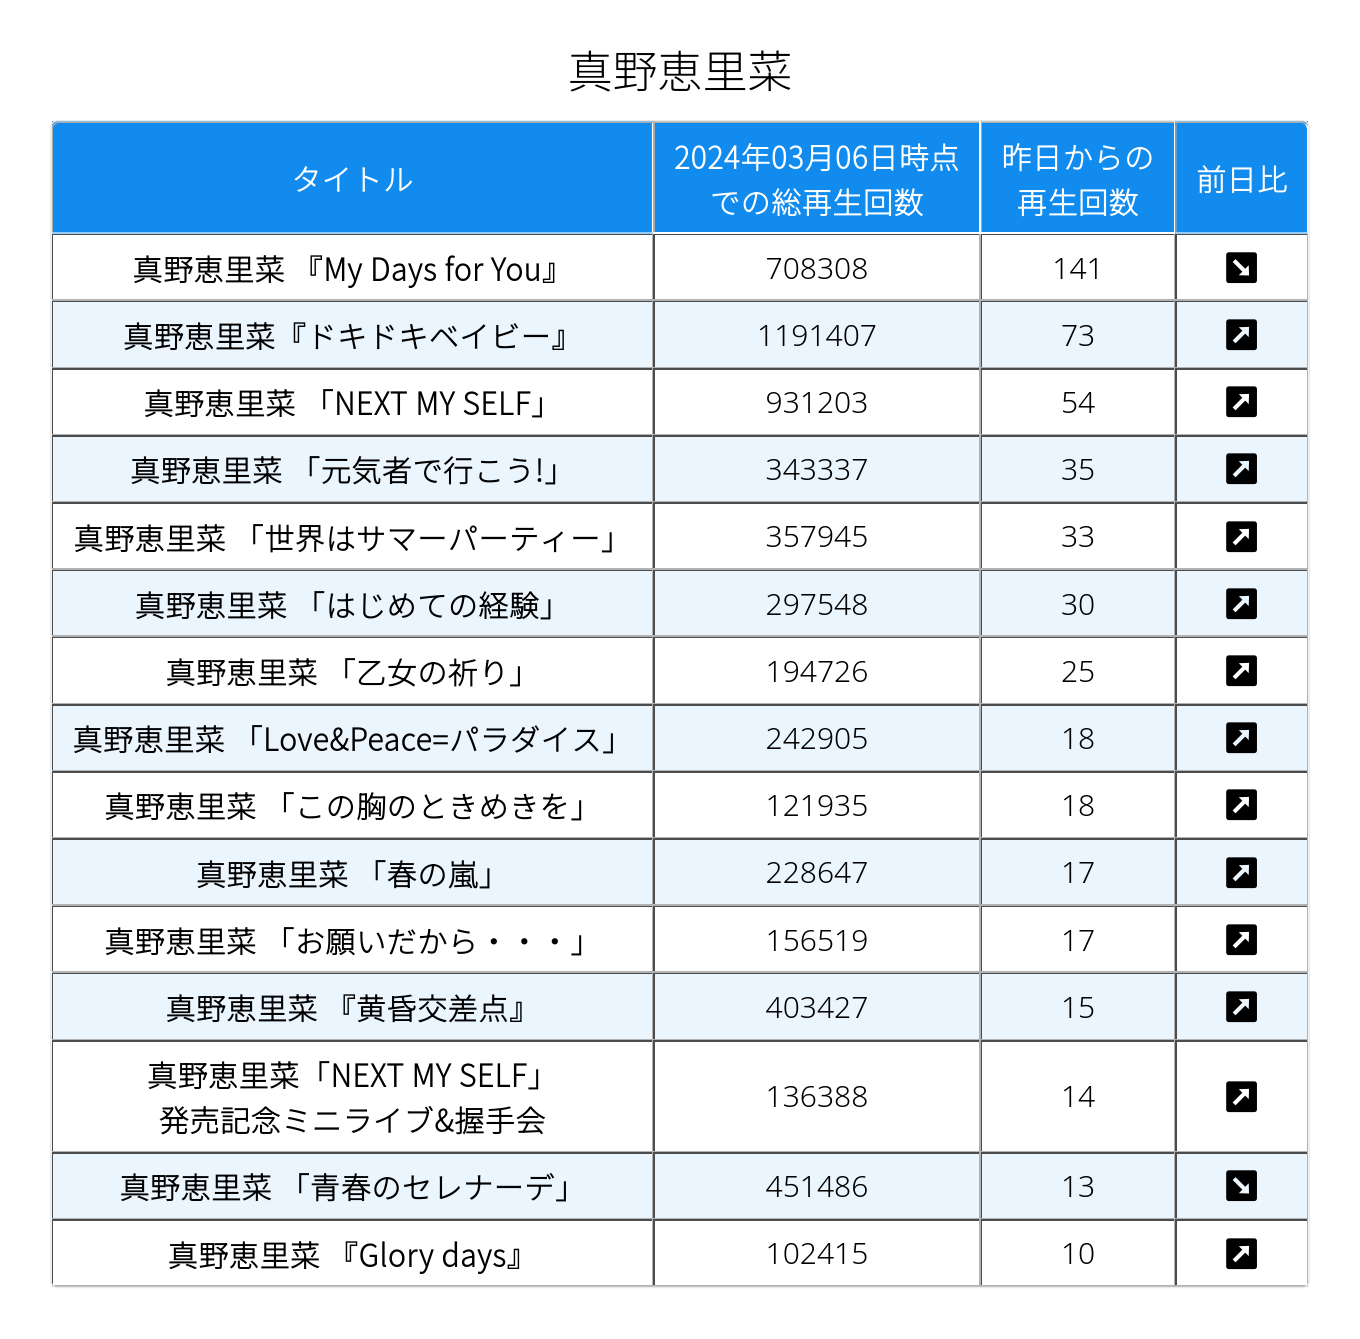 真野恵里菜
タイトル
2024年03月06日時点
での総再生回数
昨日からの
再生回数
前日比
真野恵里菜 『My Days for You』 708308 141 ↘
真野恵里菜『ドキドキベイビー』 1191407 73 ↗
真野恵里菜 「NEXT MY SELF」 931203 54 ↗
真野恵里菜 「元気者で行こう!」 343337 35 ↗
真野恵里菜 「世界はサマーパーティー」 357945 33 ↗
真野恵里菜 「はじめての経験」 297548 30 ↗
真野恵里菜 「乙女の祈り」 194726 25 ↗
真野恵里菜 「Love&Peace=パラダイス」 242905 18 ↗
真野恵里菜 「この胸のときめきを」 121935 18 ↗
真野恵里菜 「春の嵐」 228647 17 ↗
真野恵里菜 「お願いだから・・・」 156519 17 ↗
真野恵里菜 『黄昏交差点』 403427 15 ↗
真野恵里菜「NEXT MY SELF」
発売記念ミニライブ&握手会 136388 14 ↗
真野恵里菜 「青春のセレナーデ」 451486 13 ↘
真野恵里菜 『Glory days』 102415 10 ↗